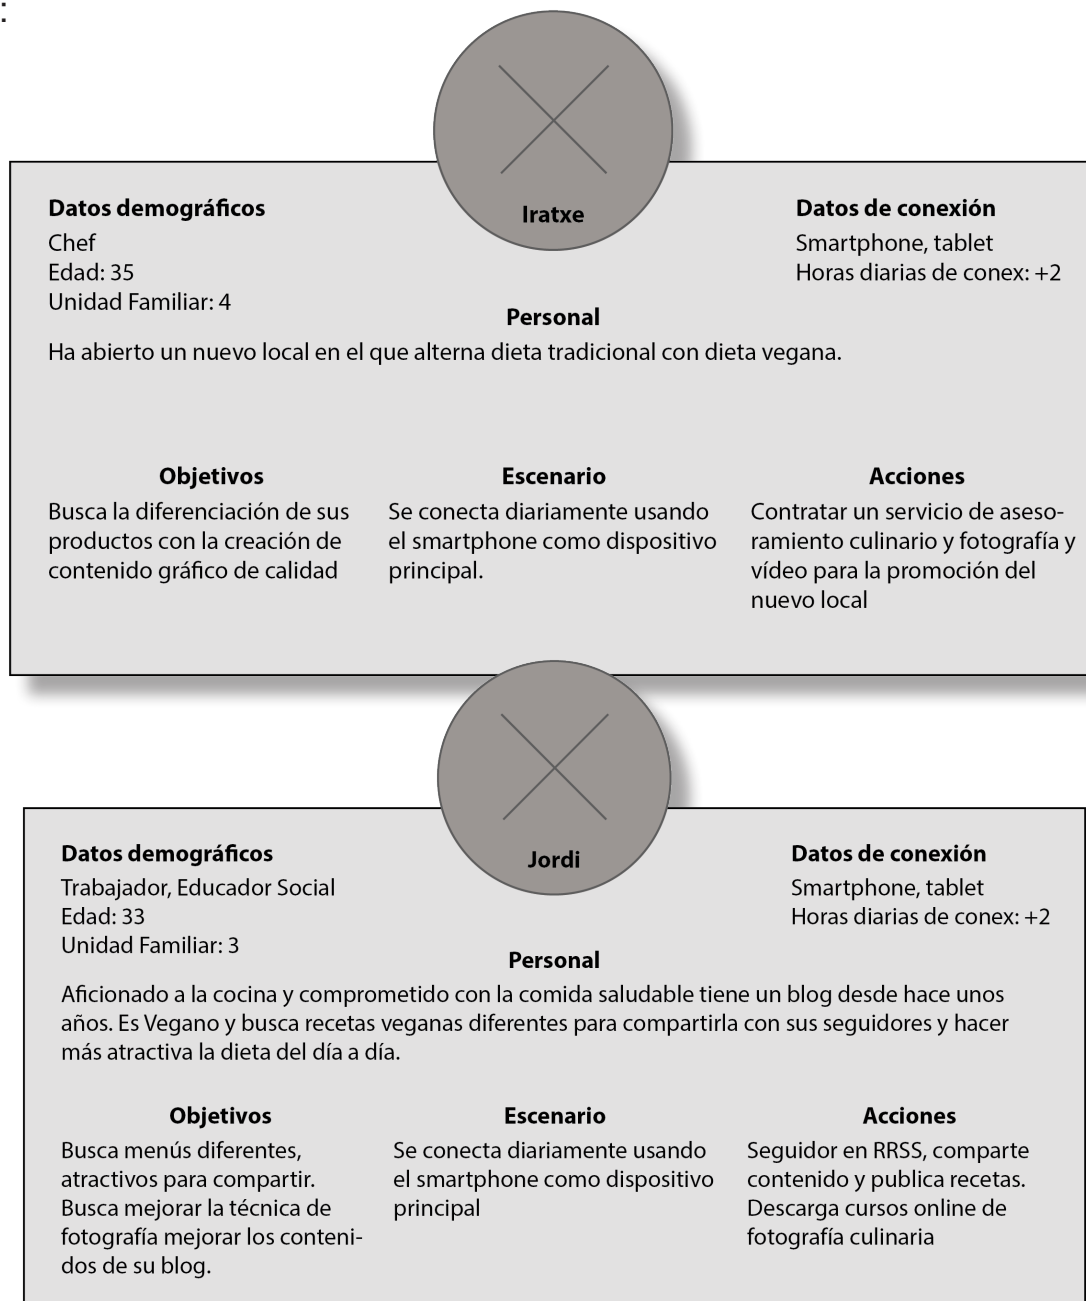 :
Iratxe
Datos demográficos
Chef
Edad: 35
Unidad Familiar: 4
Datos de conexión
Smartphone, tablet
Horas diarias de conex: +2
Personal
Ha abierto un nuevo local en el que alterna dieta tradicional con dieta vegana.
Objetivos
Busca la diferenciación de sus
productos con la creación de
contenido gráfico de calidad
Escenario
Se conecta diariamente usando
el smartphone como dispositivo
principal.
Acciones
Contratar un servicio de aseso-
ramiento culinario y fotografía y
vídeo para la promoción del
nuevo local
Jordi
Datos demográficos
Trabajador, Educador Social
Edad: 33
Unidad Familiar: 3
Datos de conexión
Smartphone, tablet
Horas diarias de conex: +2
Personal
Aficionado a la cocina y comprometido con la comida saludable tiene un blog desde hace unos
años. Es Vegano y busca recetas veganas diferentes para compartirla con sus seguidores y hacer
más atractiva la dieta del día a día.
Objetivos
Busca menús diferentes,
atractivos para compartir.
Busca mejorar la técnica de
fotografía mejorar los conteni-
dos de su blog.
Escenario
Se conecta diariamente usando
el smartphone como dispositivo
principal
Acciones
Seguidor en RRSS, comparte
contenido y publica recetas.
Descarga cursos online de
fotografía culinaria